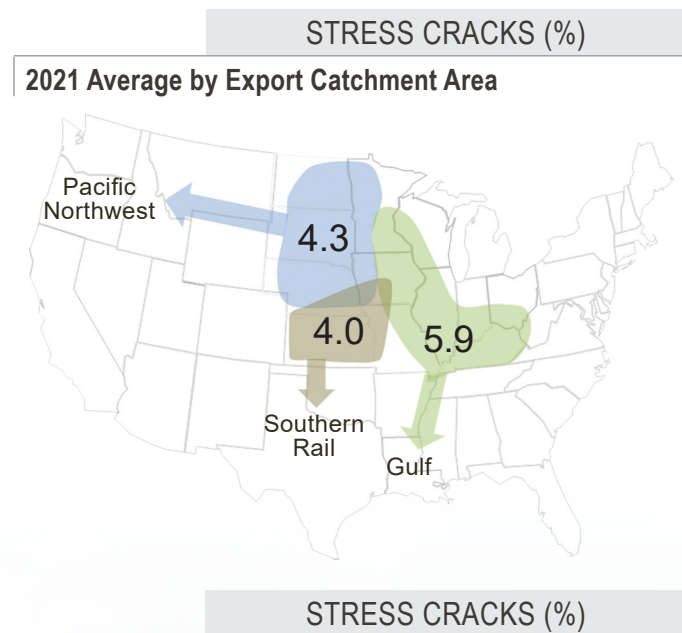 STRESS CRACKS (%)
2021 Average by Export Catchment Area
Pacific
Northwest
4.3
4.0
5.9
Southern
Rail
Gulf
STRESS CRACKS (%)